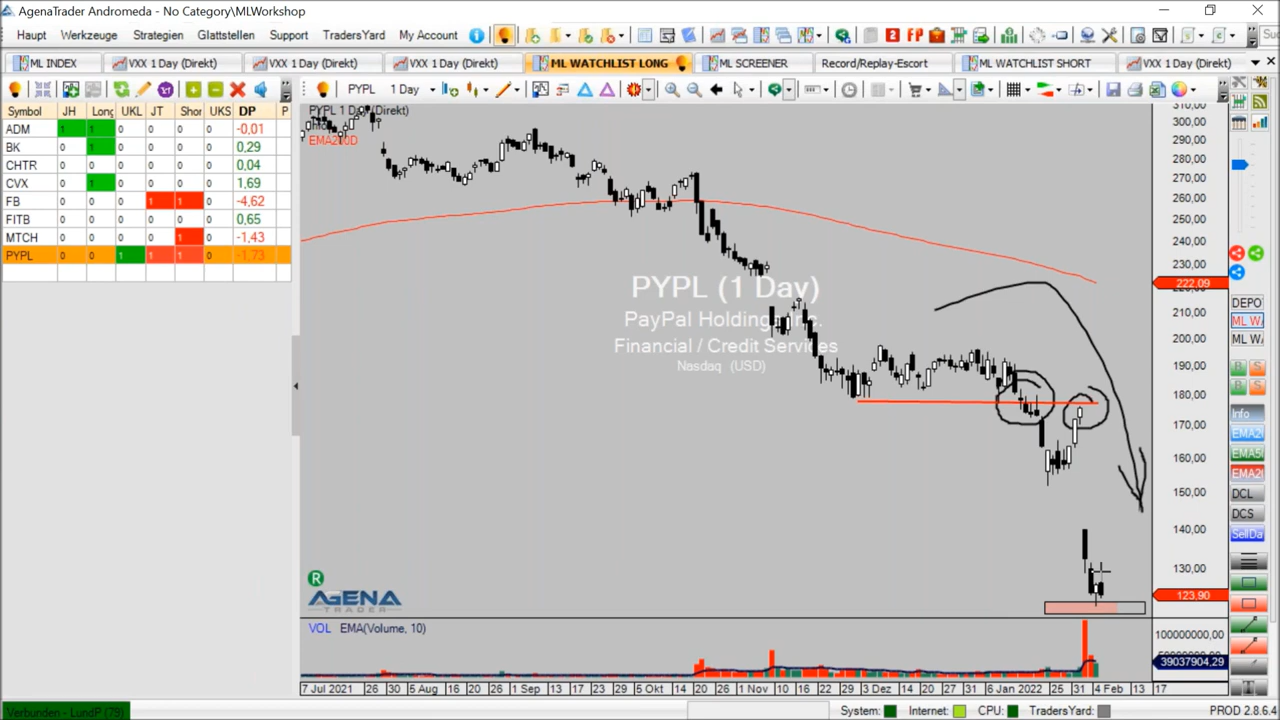 AgenaTrader Andromeda - No Category\MLWorkshop
Haupt Werkzeuge Strategien Glattstellen Support TradersYard My Account
ML INDEX VXX 1 Day (Direkt) VXX 1 Day (Direkt) VXX 1 Day (Direkt) ML WATCHLIST LONG ML SCREENER Record/Replay-Escort ML WATCHLIST SHORT VXX 1 Day (Direkt)
PYPL 1 Day
Symbol JH Long UKL JT Shor UKS DP P
ADM 1 1 0 0 0 0 -0,01
BK 0 1 0 0 0 0 0,29
CHTR 0 0 0 0 0 0 0,04
CVX 0 1 0 0 0 0 1,69
FB 0 0 0 1 1 0 -4,62
FITB 0 0 0 0 0 0 0,65
MTCH 0 0 0 0 1 0 -1,43
PYPL 0 0 1 1 1 0 -1,73
PYPL 1 Day (Direkt)
EMA200D
PYPL (1 Day)
PayPal Holdings Inc.
Financial / Credit Services
Nasdaq (USD)
310,00
300,00
290,00
280,00
270,00
260,00
250,00
240,00
230,00
222,09
210,00
200,00
190,00
180,00
170,00
160,00
150,00
140,00
130,00
123,90
DEPO
ML W
ML W
B S
B S
Info
EMA2
EMA5
EMA2
DCL
DCS
SellDa
R
AGENA
TRADER
VOL EMA(Volume, 10)
100000000,00
39037904,29
7 Jul 2021 26 5 Aug 16 20 26 1 Sep 13 17 23 29 5 Okt 14 20 26 1 Nov 10 16 22 29 3 Dez 14 20 27 31 6 Jan 2022 25 31 4 Feb 13 17
Verbunden - LundP (79) System: Internet: CPU: TradersYard: PROD 2.8.6.4